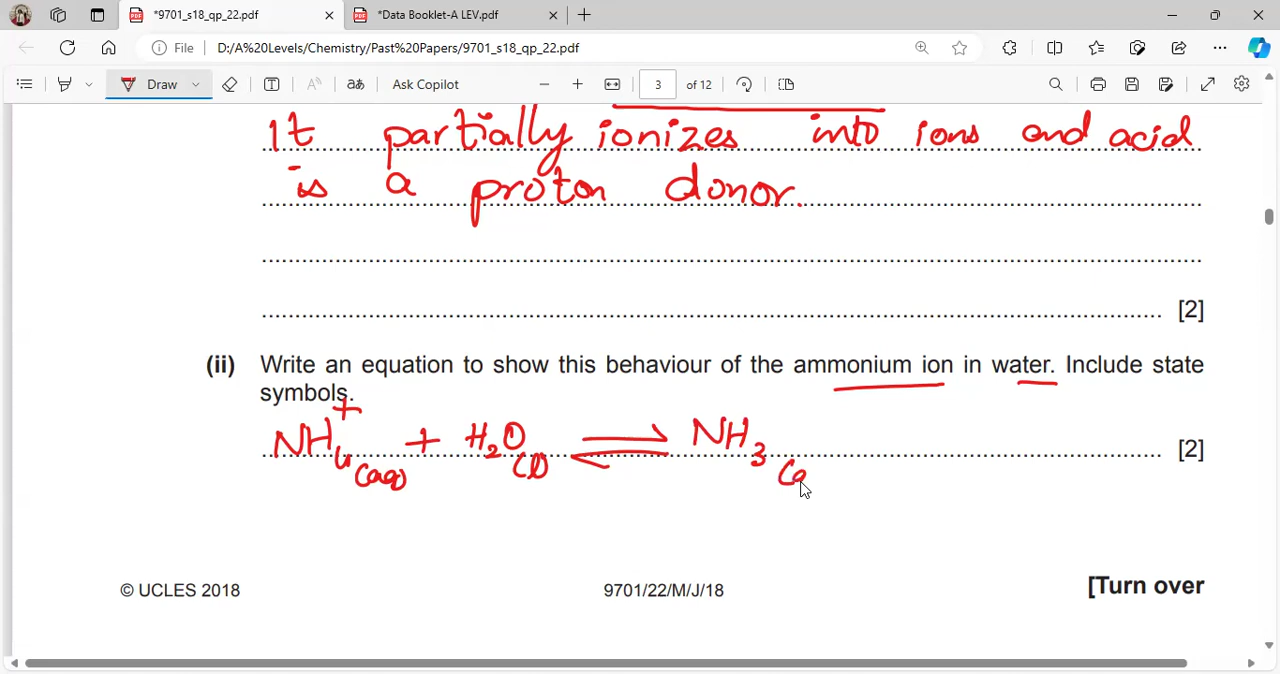 *9701_s18_qp_22.pdf
*Data Booklet-A LEV.pdf
File D:/A%20Levels/Chemistry/Past%20Papers/9701_s18_qp_22.pdf
Draw aあ Ask Copilot 3 of 12
It partially ionizes into ions and acid
is a proton donor.
[2]
(ii) Write an equation to show this behaviour of the ammonium ion in water. Include state
symbols.
NH₄⁺(aq) + H₂O(l) ⇌ NH₃(a
[2]
© UCLES 2018 9701/22/M/J/18 [Turn over